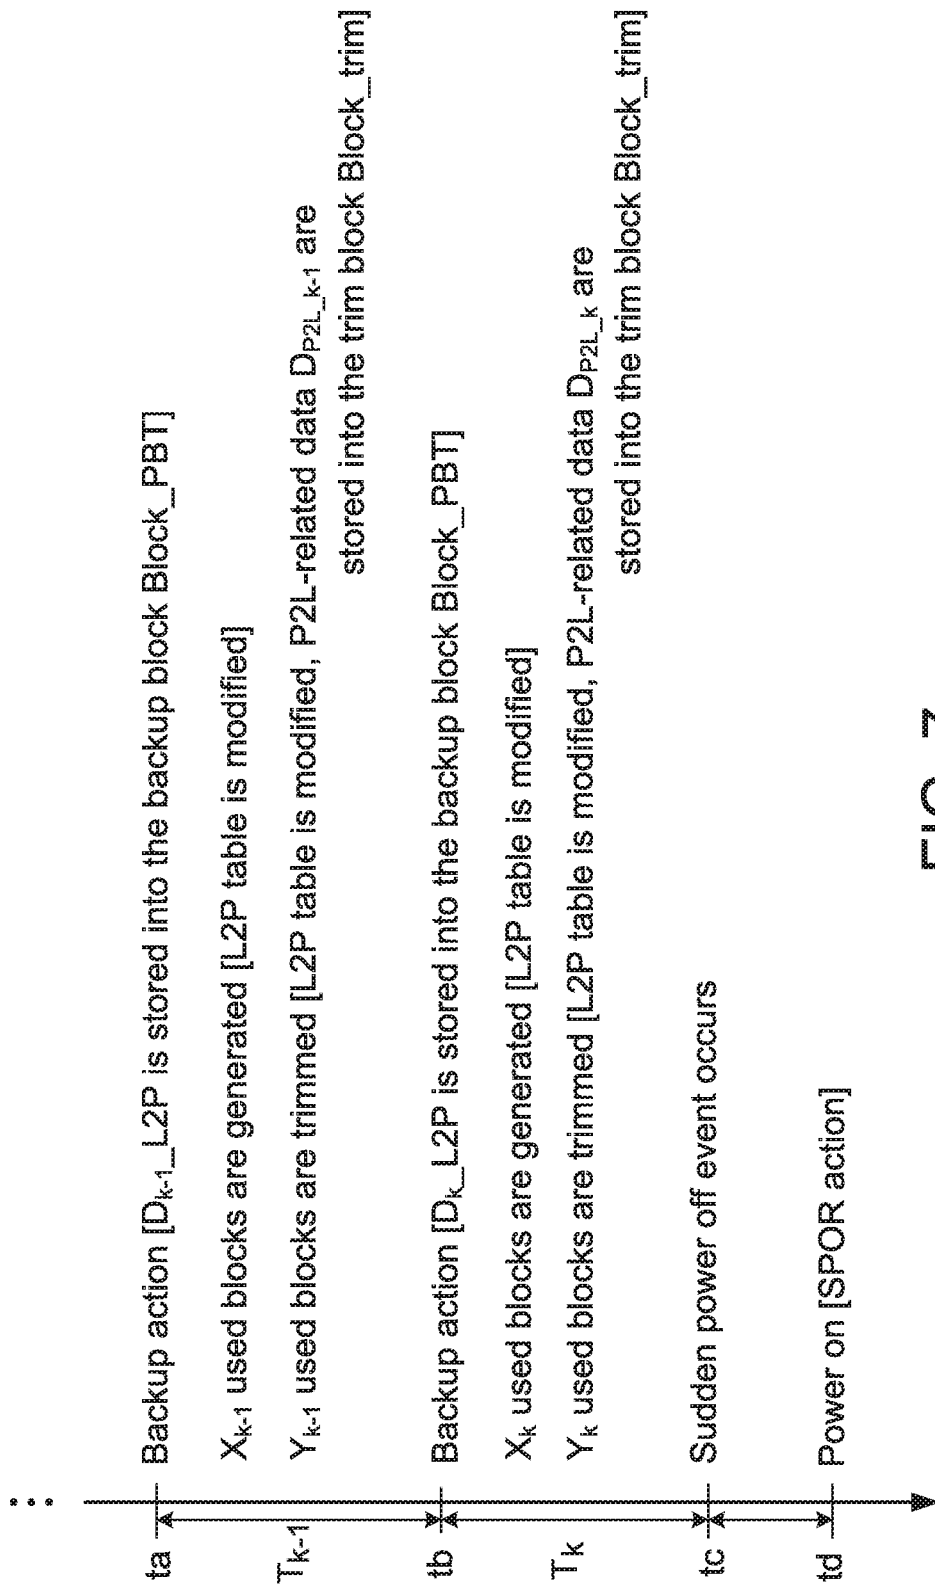 ta
Backup action [Dk-1_L2P is stored into the backup block Block_PBT]
Tk-1
Xk-1 used blocks are generated [L2P table is modified]
Yk-1 used blocks are trimmed [L2P table is modified, P2L-related data DP2L_k-1 are
stored into the trim block Block_trim]
tb
Backup action [Dk_L2P is stored into the backup block Block_PBT]
Tk
Xk used blocks are generated [L2P table is modified]
Yk used blocks are trimmed [L2P table is modified, P2L-related data DP2L_k are
stored into the trim block Block_trim]
tc
Sudden power off event occurs
td
Power on [SPOR action]